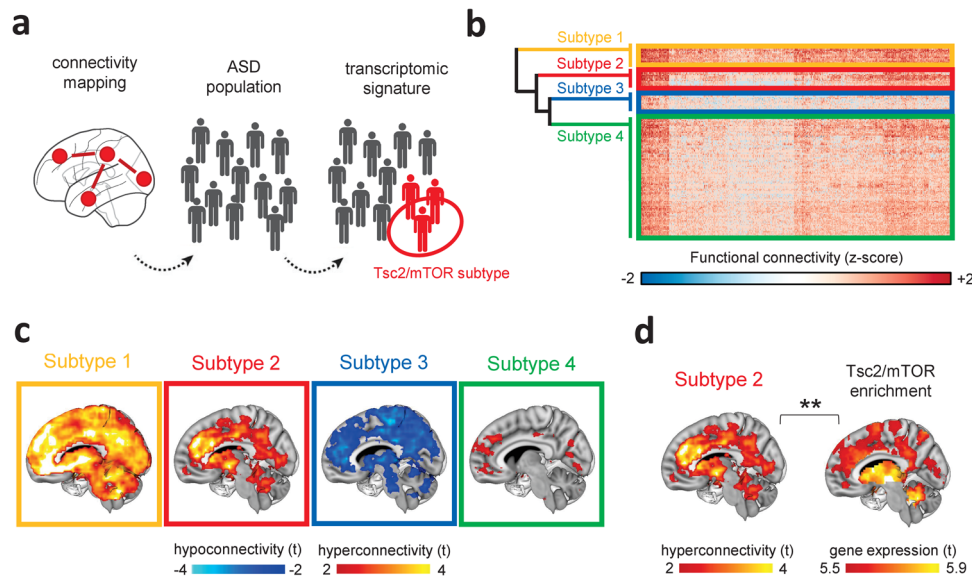 a
connectivity
mapping
ASD
population
transcriptomic
signature
Tsc2/mTOR subtype
b
Subtype 1
Subtype 2
Subtype 3
Subtype 4
Functional connectivity (z-score)
-2
+2
c
Subtype 1
Subtype 2
Subtype 3
Subtype 4
hypoconnectivity (t)
-4
-2
hyperconnectivity (t)
2
4
d
Subtype 2
**
Tsc2/mTOR
enrichment
hyperconnectivity (t)
2
4
gene expression (t)
5.5
5.9